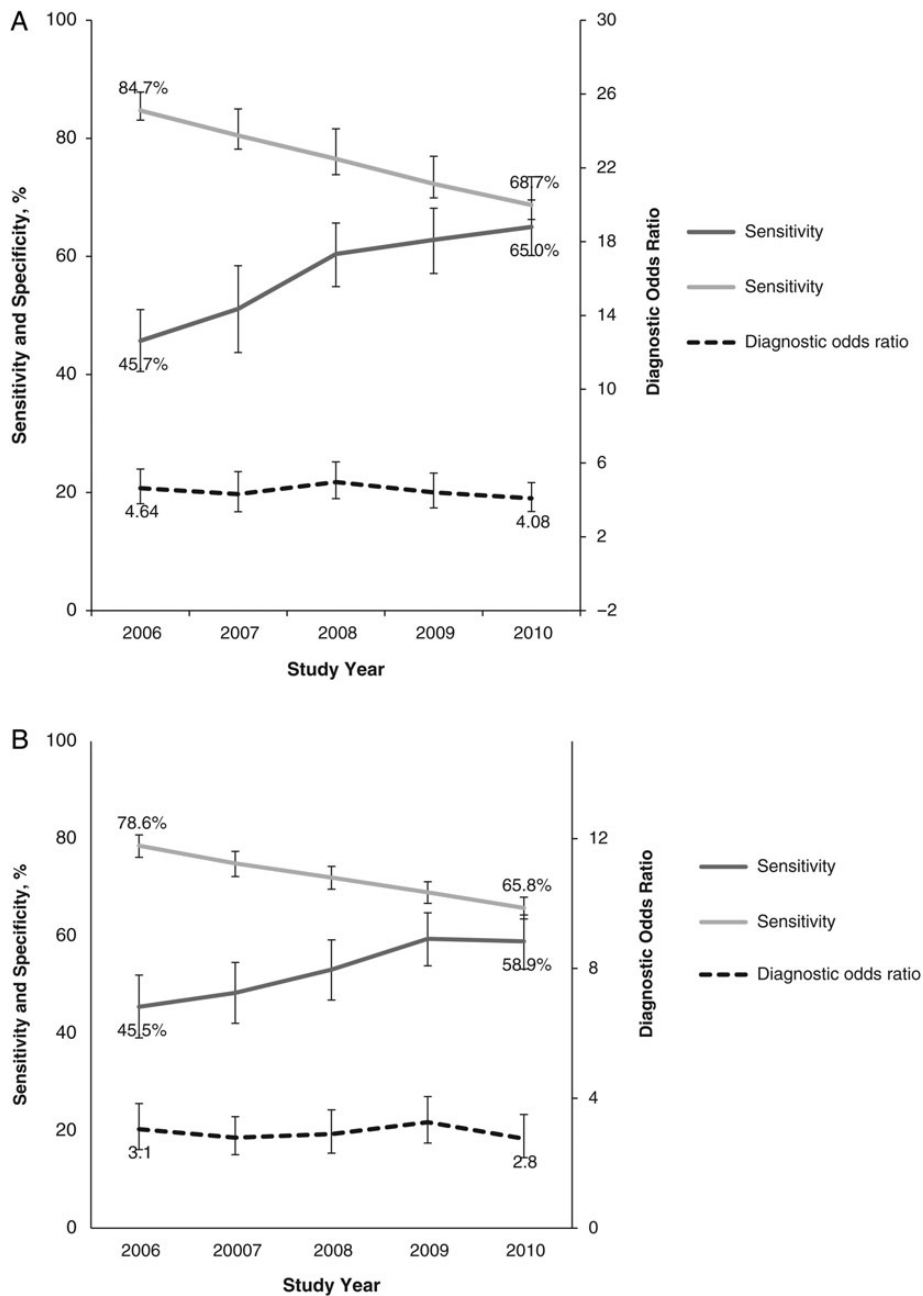 A
100
80
60
40
20
0
Sensitivity and Specificity, %
84.7%
45.7%
4.64
68.7%
65.0%
4.08
30
26
22
18
14
10
6
2
–2
Diagnostic Odds Ratio
Sensitivity
Sensitivity
Diagnostic odds ratio
2006 2007 2008 2009 2010
Study Year
B
100
80
60
40
20
0
Sensitivity and Specificity, %
78.6%
45.5%
3.1
65.8%
58.9%
2.8
12
8
4
0
Diagnostic Odds Ratio
Sensitivity
Sensitivity
Diagnostic odds ratio
2006 20007 2008 2009 2010
Study Year